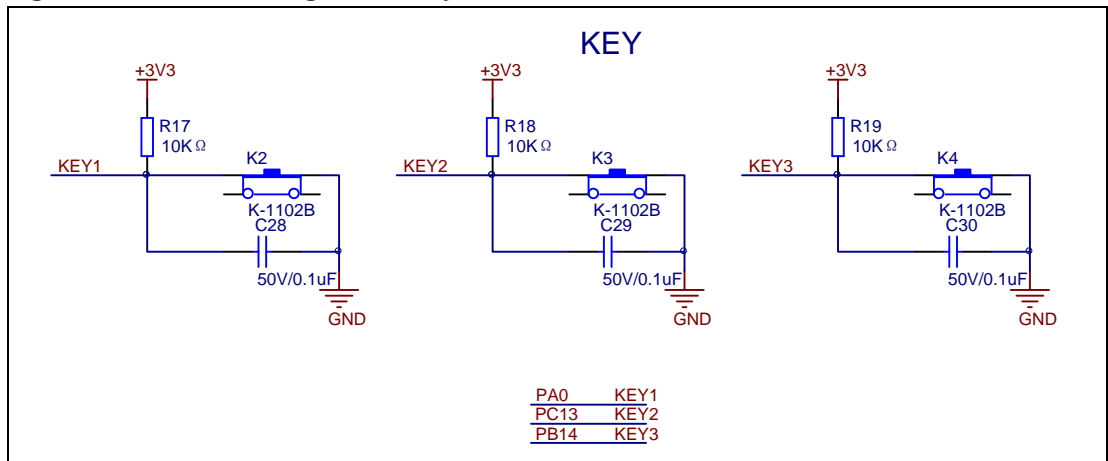 KEY
+3V3
R17
10KΩ
KEY1
K2
K-1102B
C28
50V/0.1uF
GND
+3V3
R18
10KΩ
KEY2
K3
K-1102B
C29
50V/0.1uF
GND
+3V3
R19
10KΩ
KEY3
K4
K-1102B
C30
50V/0.1uF
GND
PA0 KEY1
PC13 KEY2
PB14 KEY3